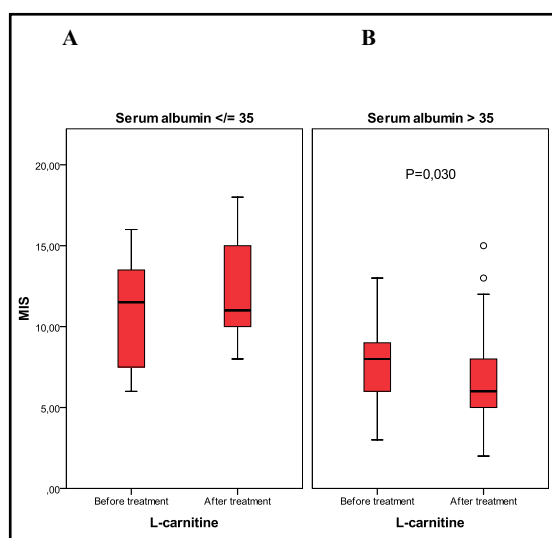 A B
Serum albumin </= 35 Serum albumin > 35
P=0,030
20,00
15,00
10,00
5,00
,00
MIS
Before treatment After treatment Before treatment After treatment
L-carnitine L-carnitine